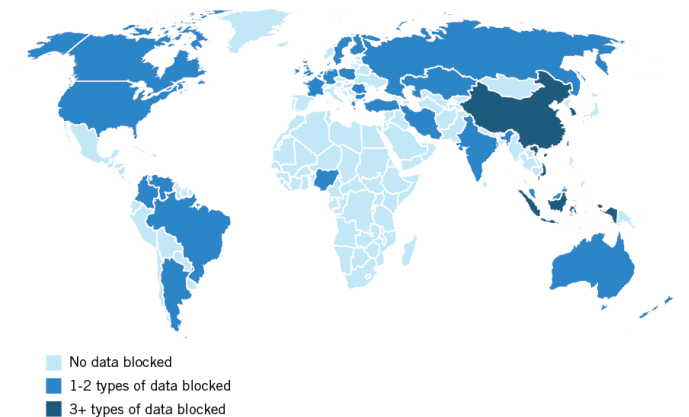 No data blocked
1-2 types of data blocked
3+ types of data blocked